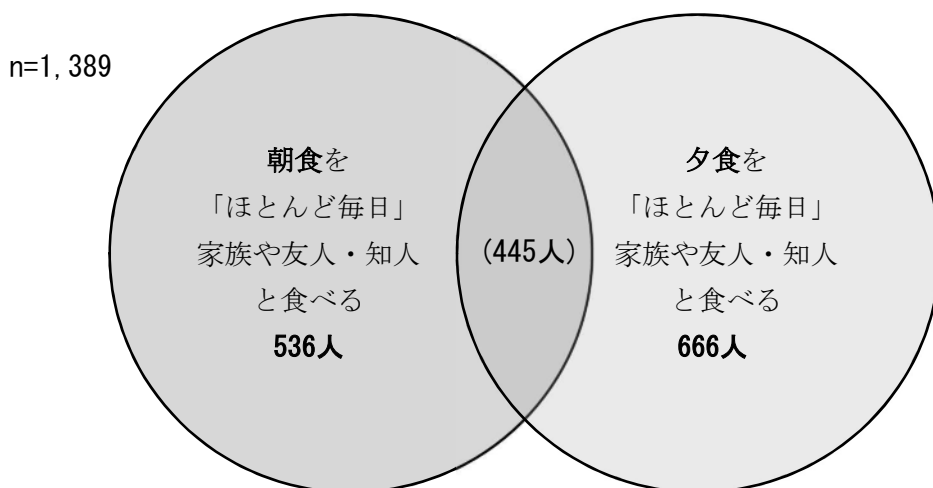 n=1,389
朝食を
「ほとんど毎日」
家族や友人・知人
と食べる
536人
(445人)
夕食を
「ほとんど毎日」
家族や友人・知人
と食べる
666人